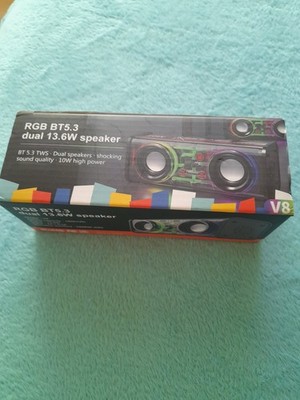 RGB BT5.3
dual 13.6W speaker
BT 5.3 TWS · Dual speakers · shocking
sound quality · 10W high power
V8
RGB BT5.3
dual 13.6W speaker